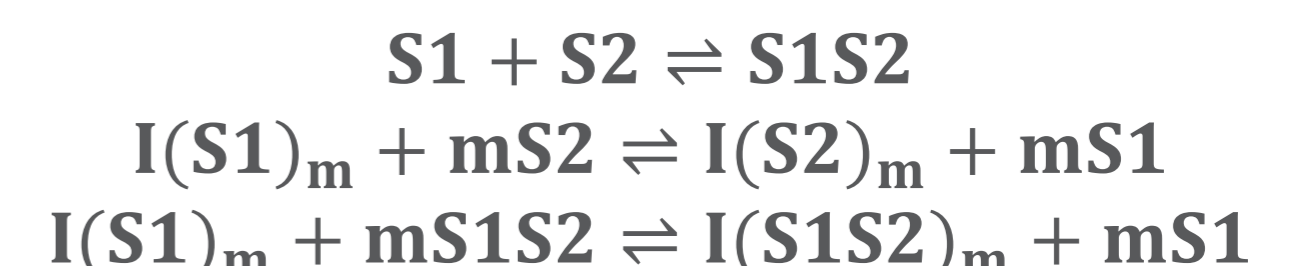 S1 + S2 ⇌ S1S2
I(S1)ₘ + mS2 ⇌ I(S2)ₘ + mS1
I(S1)ₘ + mS1S2 ⇌ I(S1S2)ₘ + mS1